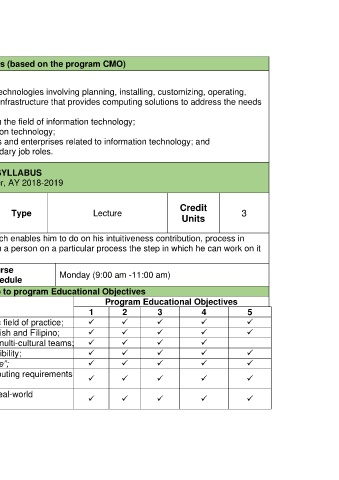 s (based on the program CMO)
echnologies involving planning, installing, customizing, operating,
nfrastructure that provides computing solutions to address the needs
n the field of information technology;
on technology;
s and enterprises related to information technology; and
dary job roles.
SYLLABUS
r, AY 2018-2019
Type Lecture Credit Units 3
ch enables him to do on his intuitiveness contribution, process in
n a person on a particular process the step in which he can work on it
urse
edule Monday (9:00 am -11:00 am)
e to program Educational Objectives
Program Educational Objectives
1 2 3 4 5
c field of practice; ✓ ✓ ✓ ✓ ✓
ish and Filipino; ✓ ✓ ✓ ✓ ✓
multi-cultural teams; ✓ ✓ ✓ ✓
ibility; ✓ ✓ ✓ ✓ ✓
e"; ✓ ✓ ✓ ✓ ✓
puting requirements ✓ ✓ ✓ ✓ ✓
eal-world ✓ ✓ ✓ ✓ ✓